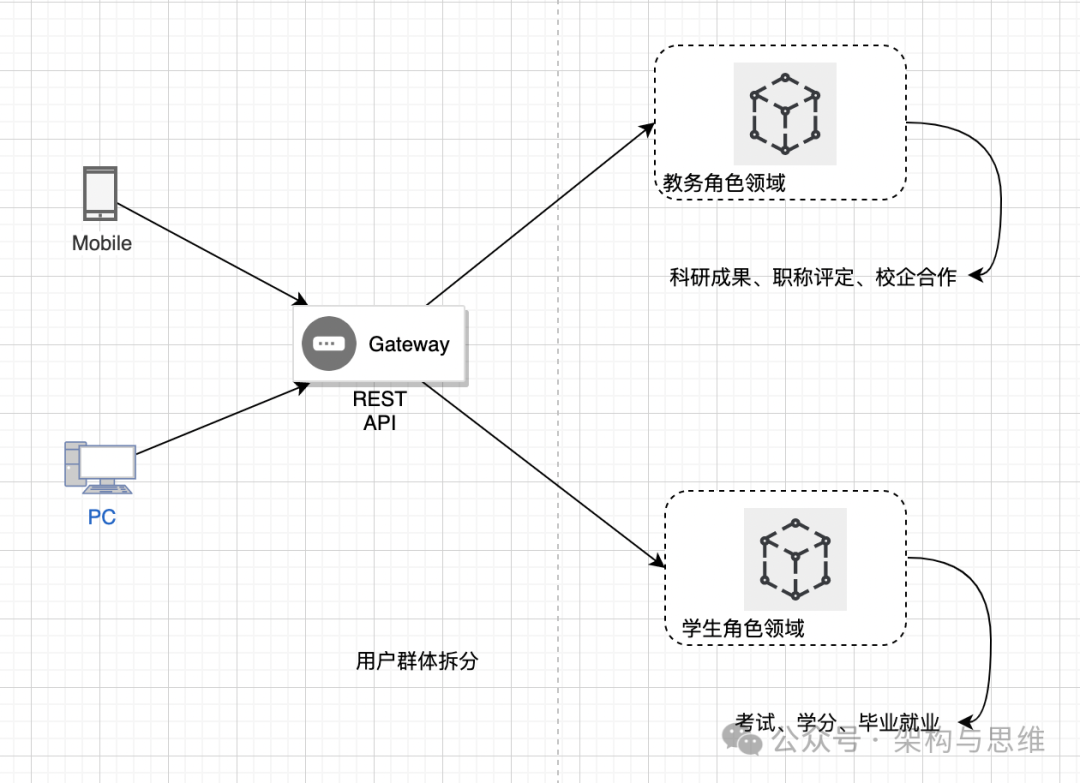 教务角色领域
Mobile
科研成果、职称评定、校企合作
Gateway
REST
API
PC
学生角色领域
用户群体拆分
考试、学分、毕业就业
公众号 · 架构与思维